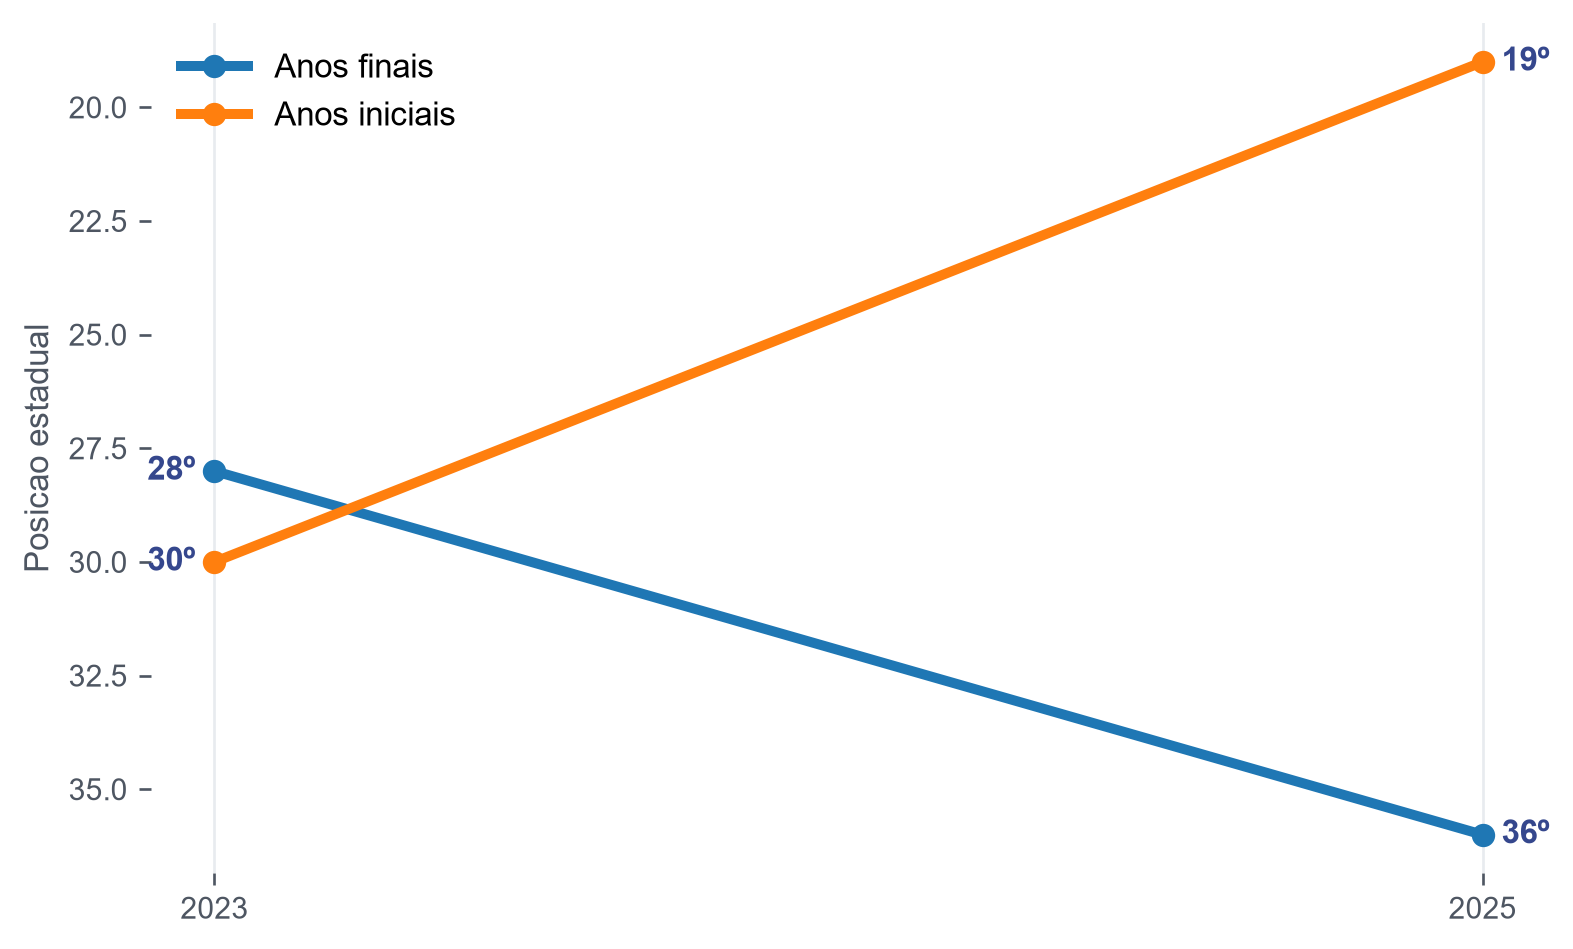 Anos finais
Anos iniciais
Posicao estadual
20.0
22.5
25.0
27.5
30.0
32.5
35.0
19º
28º
30º
36º
2023
2025